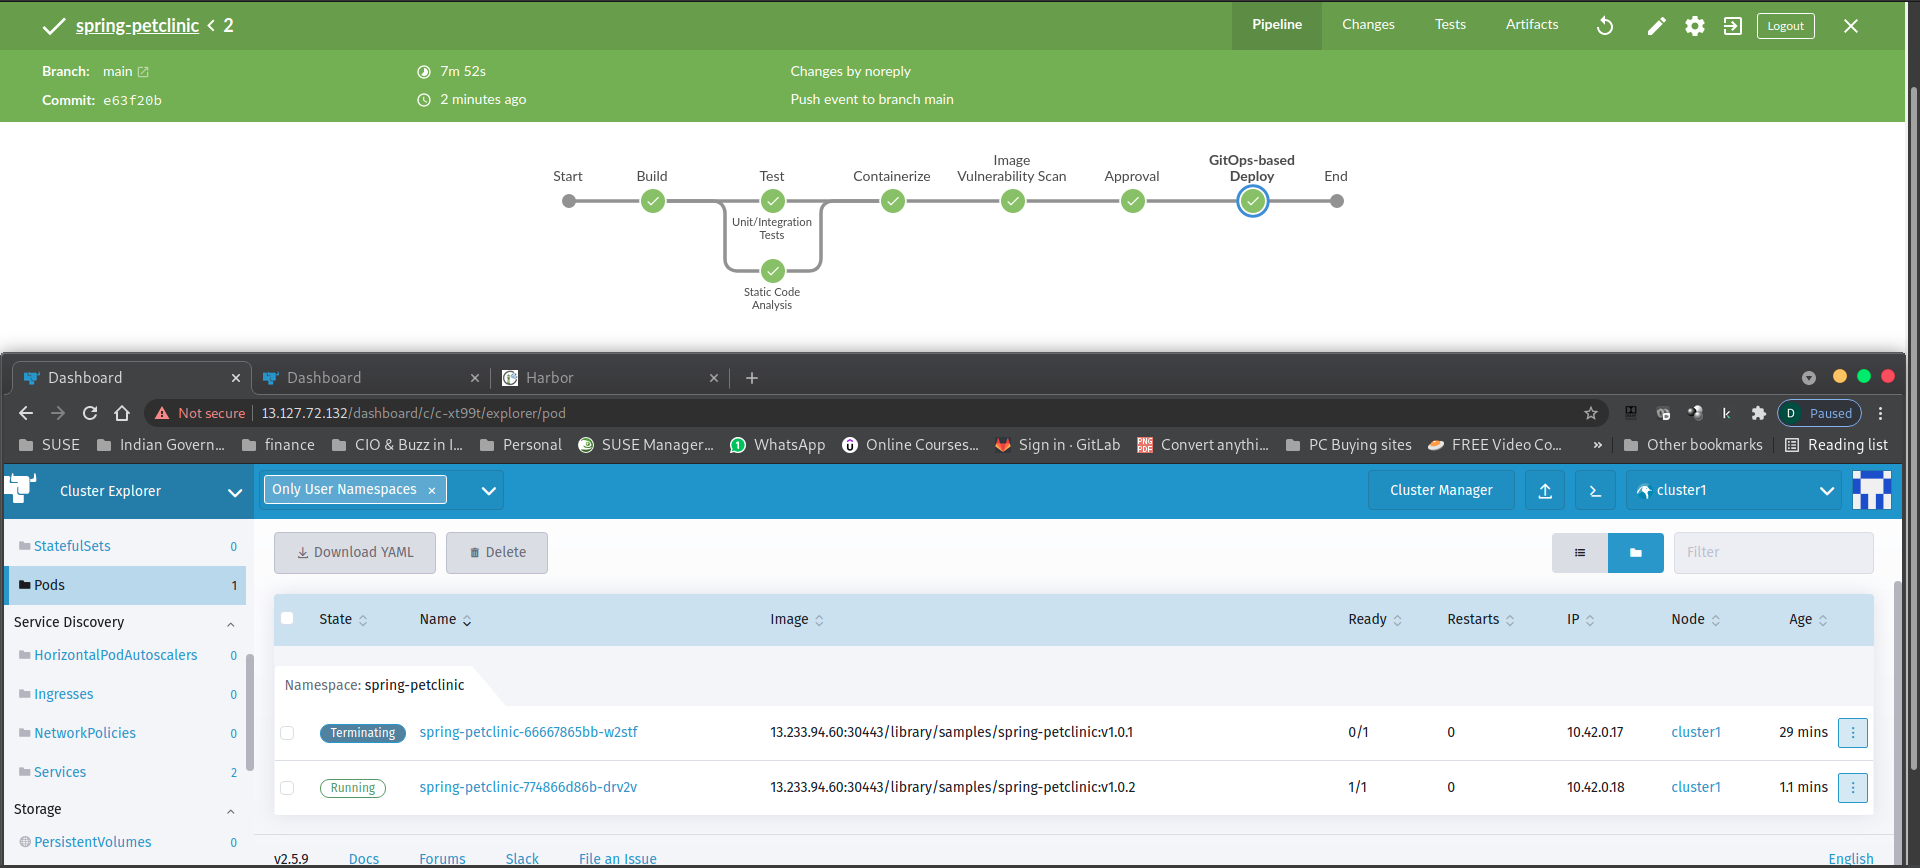 spring-petclinic < 2
Pipeline Changes Tests Artifacts Logout
Branch: main 7m 52s Changes by noreply
Commit: e63f20b 2 minutes ago Push event to branch main
Start Build Test Containerize Image Vulnerability Scan Approval GitOps-based Deploy End
Unit/Integration Tests
Static Code Analysis
Dashboard Dashboard Harbor
Not secure 13.127.72.132/dashboard/c/c-xt99t/explorer/pod D Paused
SUSE Indian Govern... finance CIO & Buzz in I... Personal SUSE Manager... WhatsApp Online Courses... Sign in · GitLab PNG PDF Convert anythi... PC Buying sites FREE Video Co... » Other bookmarks Reading list
Cluster Explorer Only User Namespaces × Cluster Manager cluster1
StatefulSets 0
Pods 1
Service Discovery
HorizontalPodAutoscalers 0
Ingresses 0
NetworkPolicies 0
Services 2
Storage
PersistentVolumes 0
Download YAML Delete Filter
State Name Image Ready Restarts IP Node Age
Namespace: spring-petclinic
Terminating spring-petclinic-66667865bb-w2stf 13.233.94.60:30443/library/samples/spring-petclinic:v1.0.1 0/1 0 10.42.0.17 cluster1 29 mins
Running spring-petclinic-774866d86b-drv2v 13.233.94.60:30443/library/samples/spring-petclinic:v1.0.2 1/1 0 10.42.0.18 cluster1 1.1 mins
v2.5.9 Docs Forums Slack File an Issue English